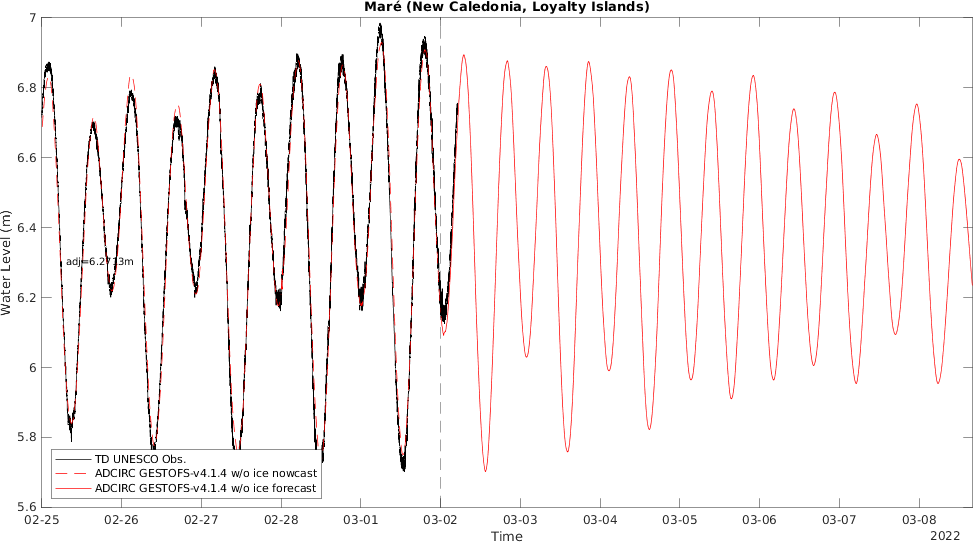 Maré (New Caledonia, Loyalty Islands)
7
6.8
6.6
6.4
6.2
6
5.8
5.6
Water Level (m)
adj=6.2713m
TD UNESCO Obs.
ADCIRC GESTOFS-v4.1.4 w/o ice nowcast
ADCIRC GESTOFS-v4.1.4 w/o ice forecast
02-25 02-26 02-27 02-28 03-01 03-02 03-03 03-04 03-05 03-06 03-07 03-08
Time
2022